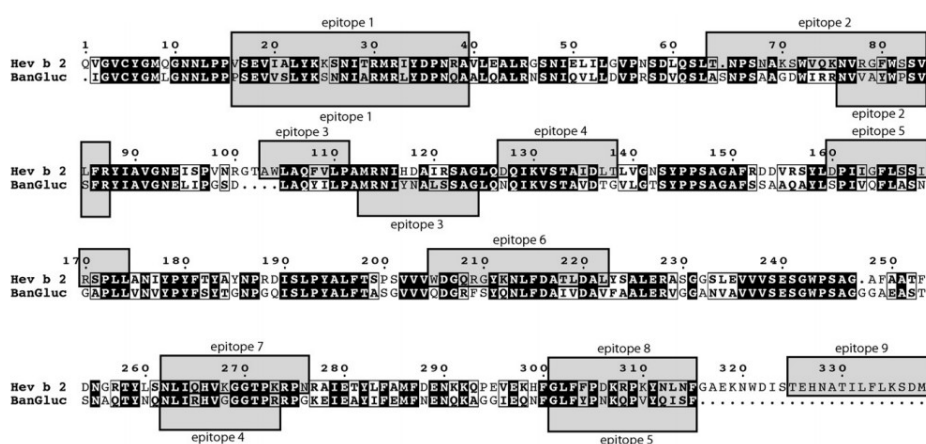 epitope 1 epitope 2
1 10 20 30 40 50 60 70 80
Hev b 2 QVGVCYGMQGNNLPPVSEVIALYKKSNITRMRIYDPNRAVLEALRGSNIELILGVPNSDLQSLT.NPSNAKSWVQKNVRGFWSSV
BanGluc .IGVCYGMLGNNLPPPSEVVSLYKSNNIARMRLYDPNQAALQALRNSNIQVLLDVPRSDVQSLASNPSAAGDWIRRNVVAYWPSV
epitope 1 epitope 2
epitope 3 epitope 4 epitope 5
90 100 110 120 130 140 150 160
Hev b 2 LFRYIAVGNEISPVNRGTAWLAQFVLPAMRNIHDAIRSAGLQDQIKVSTAIDLTLVGNSYPPSAGAFRDDVRSYLDPIIGFLSSI
BanGluc SFRYIAVGNELIPGSD....LAQYILPAMRNIYNALSSAGLQNQIKVSTAVDTGVLGTSYPPSAGAFSSAAQAYLSPIVQFLASN
epitope 3
epitope 6
170 180 190 200 210 220 230 240 250
Hev b 2 RSPLLANIYPYFTYAYNPRDISLPYALFTSPSVVVWDGQRGYKNLFDATLDALYSALERASGGSLEVVVSESGWPSAG.AFAATF
BanGluc GAPLLVNVYPYFSYTGNPGQISLPYALFTASGVVVQDGRFSYQNLFDAIVDAVFAALERVGGANVAVVVSESGWPSAGGGAEAST
epitope 7 epitope 8 epitope 9
260 270 280 290 300 310 320 330
Hev b 2 DNGRTYLSNLIQHVKGGTPKRPNRAIETYLFAMFDENKKQPEVEKHFGLFFPDKRPKYNLNFGAEKNWDISTEHNATILFLKSDM
BanGluc SNAQTYNQNLIRHVGGGTPRRPGKEIEAYIFEMFNENQKAGGIEQNFGLFYPNKQPVYQISF.......................
epitope 4 epitope 5